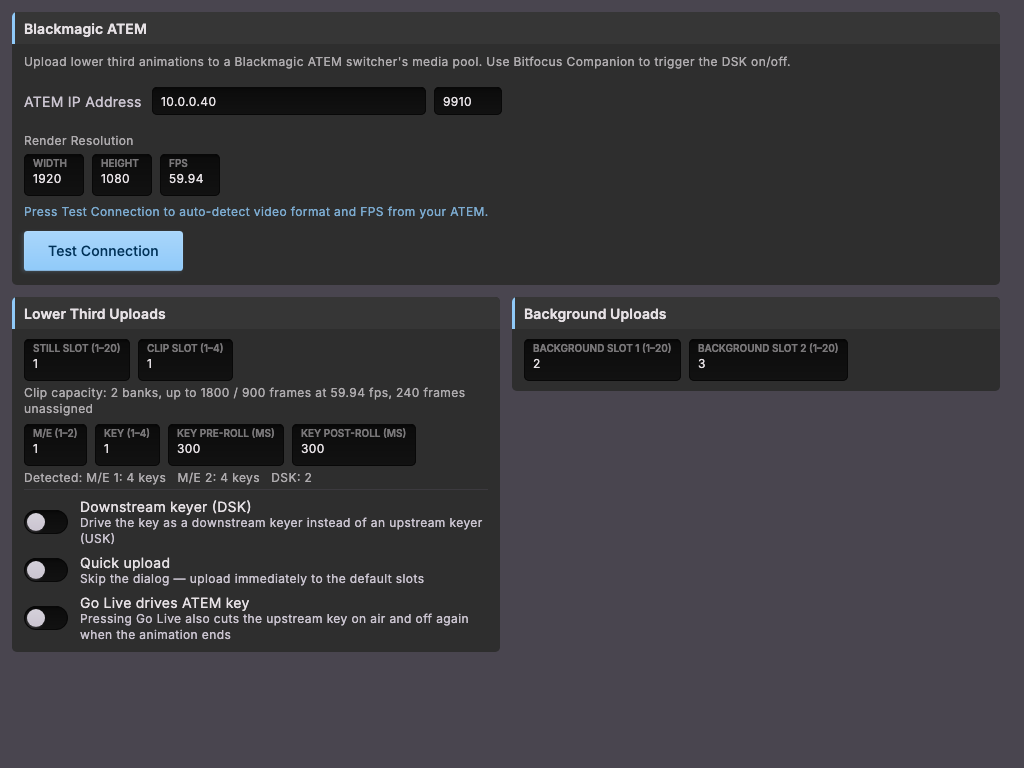 Blackmagic ATEM
Upload lower third animations to a Blackmagic ATEM switcher's media pool. Use Bitfocus Companion to trigger the DSK on/off.
ATEM IP Address 10.0.0.40 9910
Render Resolution
WIDTH HEIGHT FPS
1920 1080 59.94
Press Test Connection to auto-detect video format and FPS from your ATEM.
Test Connection
Lower Third Uploads
STILL SLOT (1–20) CLIP SLOT (1–4)
1 1
Clip capacity: 2 banks, up to 1800 / 900 frames at 59.94 fps, 240 frames
unassigned
M/E (1–2) KEY (1–4) KEY PRE-ROLL (MS) KEY POST-ROLL (MS)
1 1 300 300
Detected: M/E 1: 4 keys M/E 2: 4 keys DSK: 2
Downstream keyer (DSK)
Drive the key as a downstream keyer instead of an upstream keyer
(USK)
Quick upload
Skip the dialog — upload immediately to the default slots
Go Live drives ATEM key
Pressing Go Live also cuts the upstream key on air and off again
when the animation ends
Background Uploads
BACKGROUND SLOT 1 (1–20) BACKGROUND SLOT 2 (1–20)
2 3